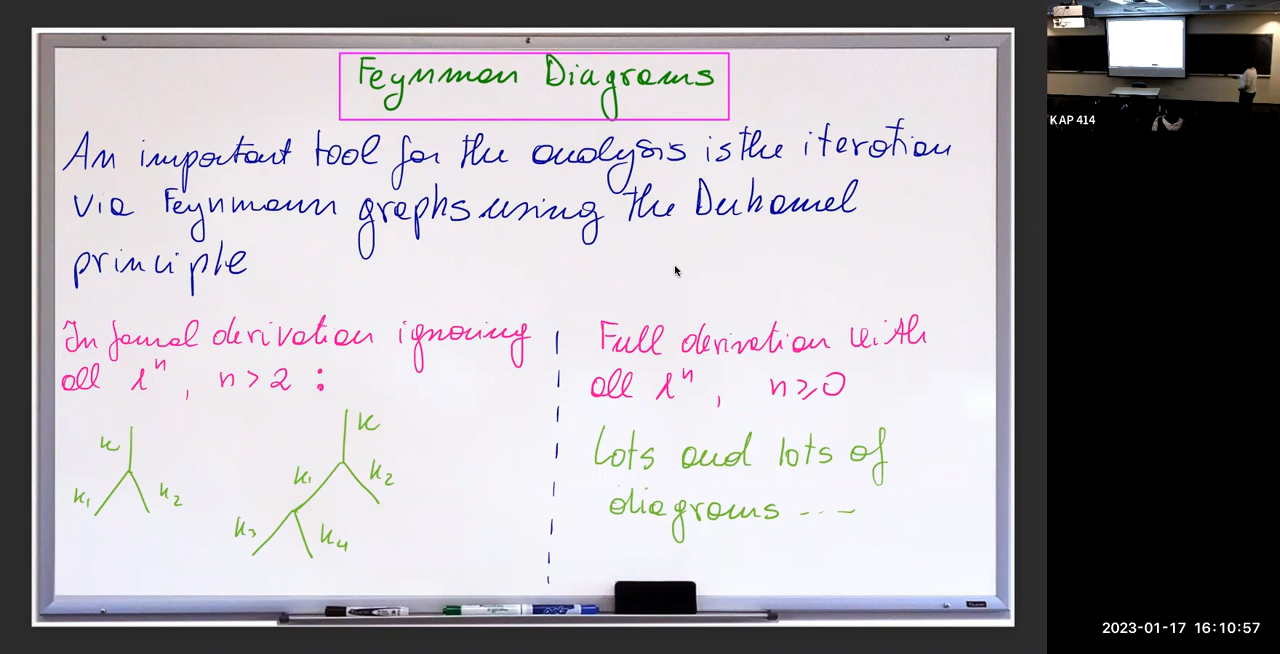 Feynman Diagrams
An important tool for the analysis is the iteration
via Feynmann graphs using the Duhamel
principle
Informal derivation ignoring
all λⁿ, n > 2 :
k
k₁
k₂
k
k₁
k₂
k₃
k₄
Full derivation with
all λⁿ, n ⩾ 0
Lots and lots of
diagrams ----
KAP 414
2023-01-17 16:10:57